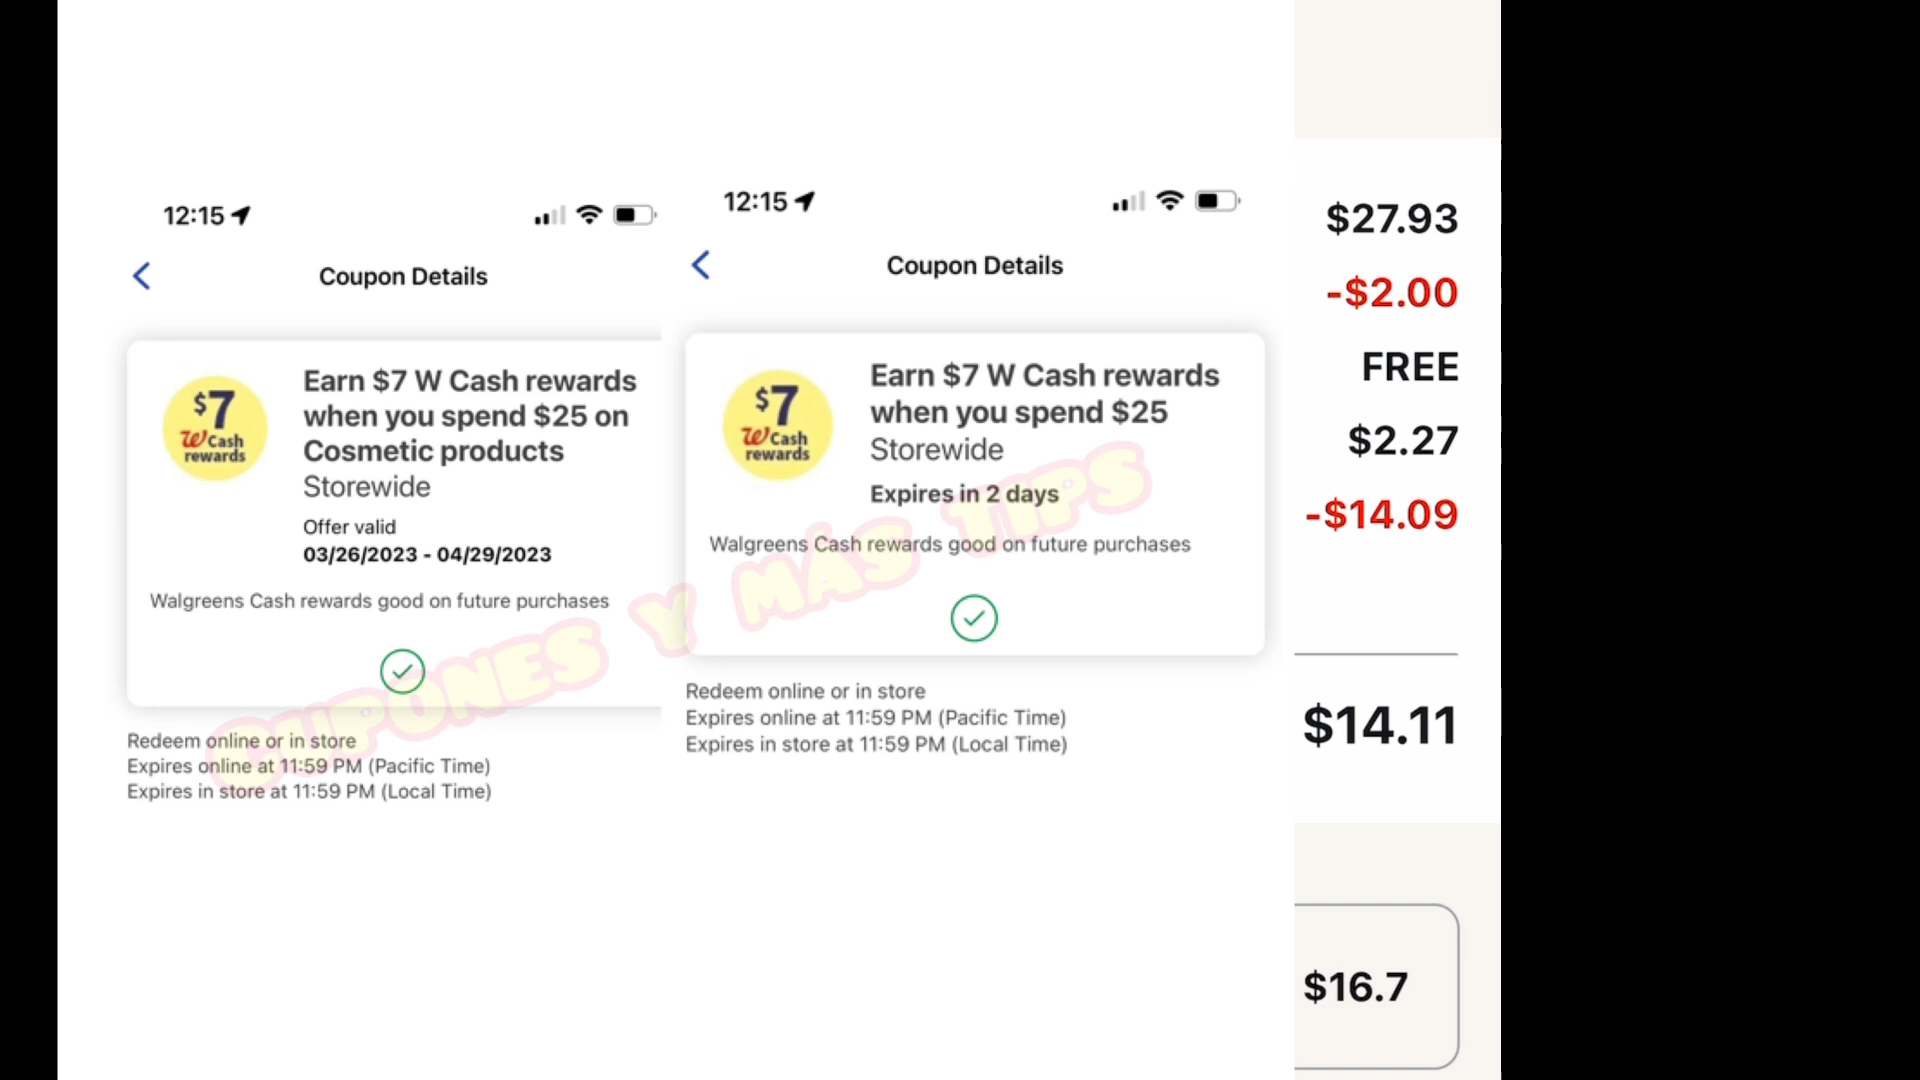 12:15
Coupon Details
$7
W Cash
rewards
Earn $7 W Cash rewards
when you spend $25 on
Cosmetic products
Storewide
Offer valid
03/26/2023 - 04/29/2023
Walgreens Cash rewards good on future purchases
Redeem online or in store
Expires online at 11:59 PM (Pacific Time)
Expires in store at 11:59 PM (Local Time)
12:15
Coupon Details
$7
W Cash
rewards
Earn $7 W Cash rewards
when you spend $25
Storewide
Expires in 2 days
Walgreens Cash rewards good on future purchases
Redeem online or in store
Expires online at 11:59 PM (Pacific Time)
Expires in store at 11:59 PM (Local Time)
CUPONES Y MÁS TIPS
$27.93
-$2.00
FREE
$2.27
-$14.09
$14.11
$16.7